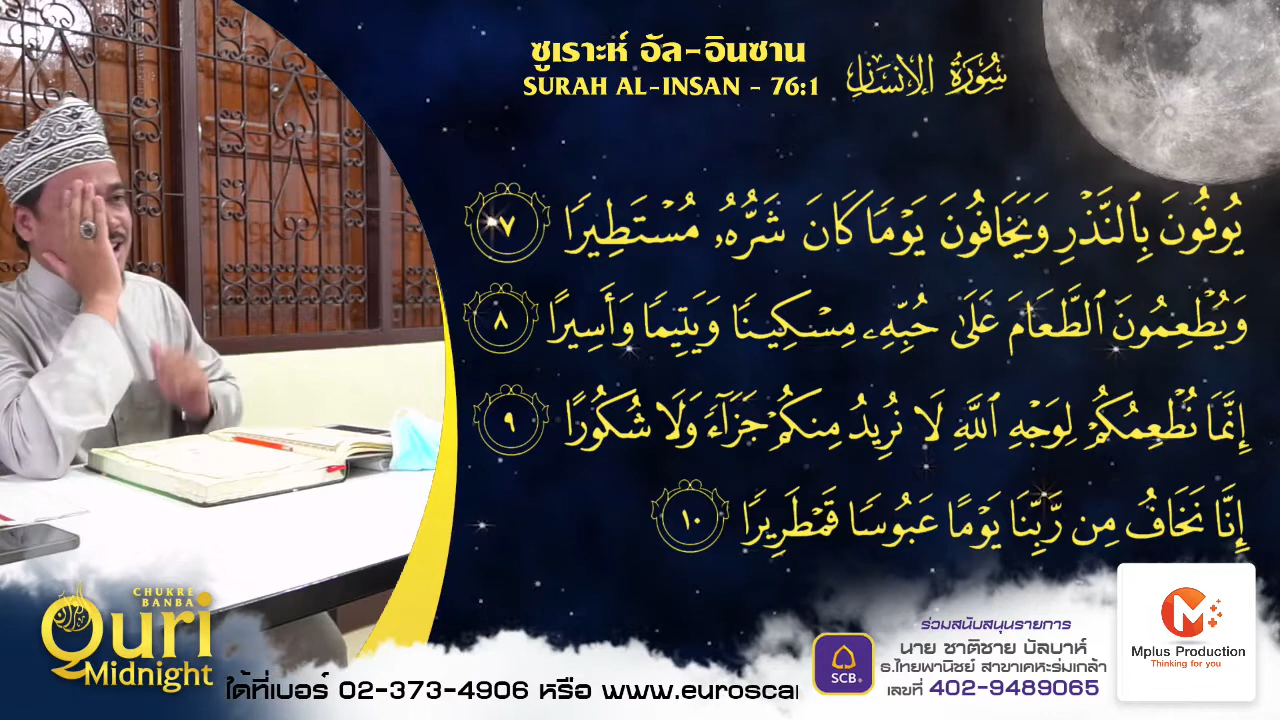 ซูเราะห์ อัล-อินซาน
SURAH AL-INSAN - 76:1
سُورَةُ الإِنسَانِ
يُوفُونَ بِٱلنَّذۡرِ وَيَخَافُونَ يَوۡمٗا كَانَ شَرُّهُۥ مُسۡتَطِيرٗا ٧
وَيُطۡعِمُونَ ٱلطَّعَامَ عَلَىٰ حُبِّهِۦ مِسۡكِينٗا وَيَتِيمٗا وَأَسِيرًا ٨
إِنَّمَا نُطۡعِمُكُمۡ لِوَجۡهِ ٱللَّهِ لَا نُرِيدُ مِنكُمۡ جَزَآءٗ وَلَا شُكُورًا ٩
إِنَّا نَخَافُ مِن رَّبِّنَا يَوۡمًا عَبُوسٗا قَمۡطَرِيرٗا ١٠
CHUKRE
BANBA
Quri
Midnight
ได้ที่เบอร์ 02-373-4906 หรือ www.eurosca
SCB
ร่วมสนับสนุนรายการ
นาย ชาติชาย บัลบาห์
ธ.ไทยพานิชย์ สาขาเคหะร่มเกล้า
เลขที่ 402-9489065
Mplus Production
Thinking for you